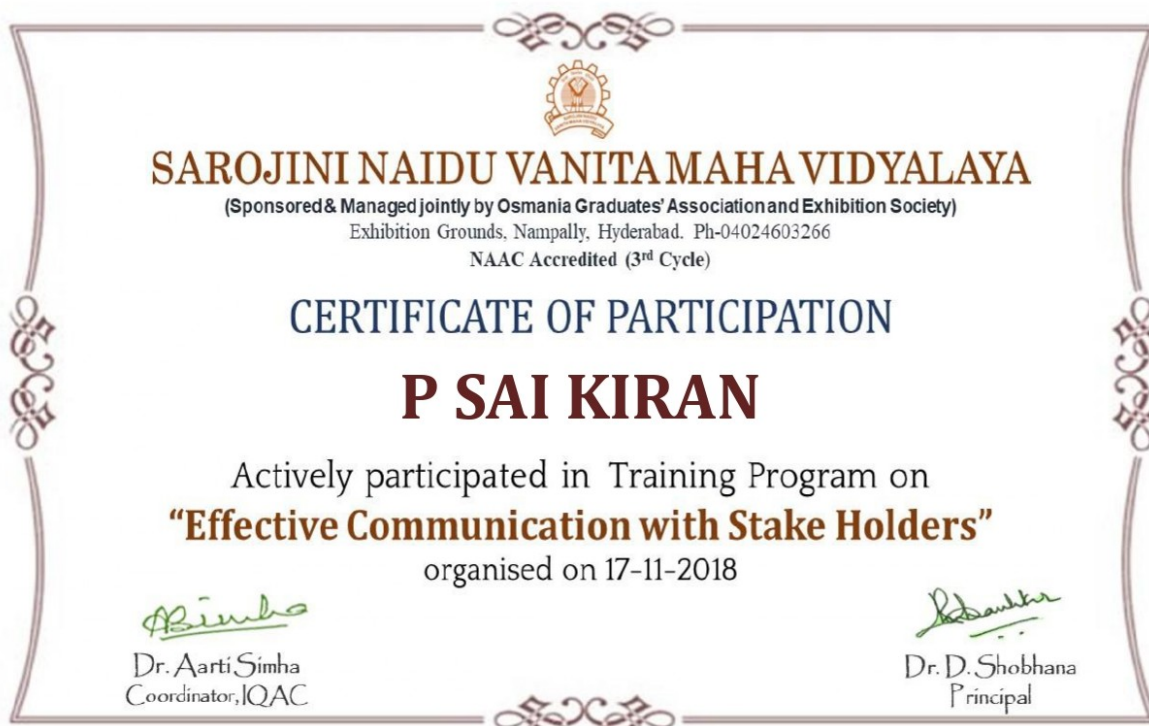 SAROJINI NAIDU VANITA MAHA VIDYALAYA
(Sponsored & Managed jointly by Osmania Graduates' Association and Exhibition Society)
Exhibition Grounds, Nampally, Hyderabad. Ph-04024603266
NAAC Accredited (3rd Cycle)
CERTIFICATE OF PARTICIPATION
P SAI KIRAN
Actively participated in Training Program on
“Effective Communication with Stake Holders”
organised on 17-11-2018
Dr. Aarti Simha
Coordinator, IQAC
Dr. D. Shobhana
Principal